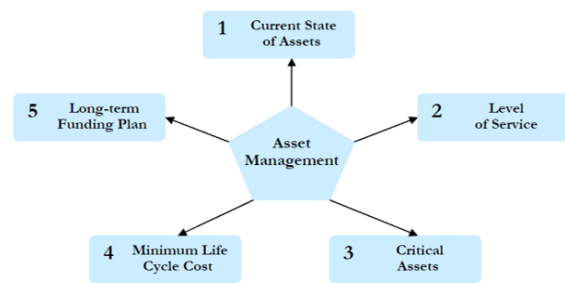 1 Current State
of Assets
5 Long-term
Funding Plan
2 Level
of Service
Asset
Management
4 Minimum Life
Cycle Cost
3 Critical
Assets